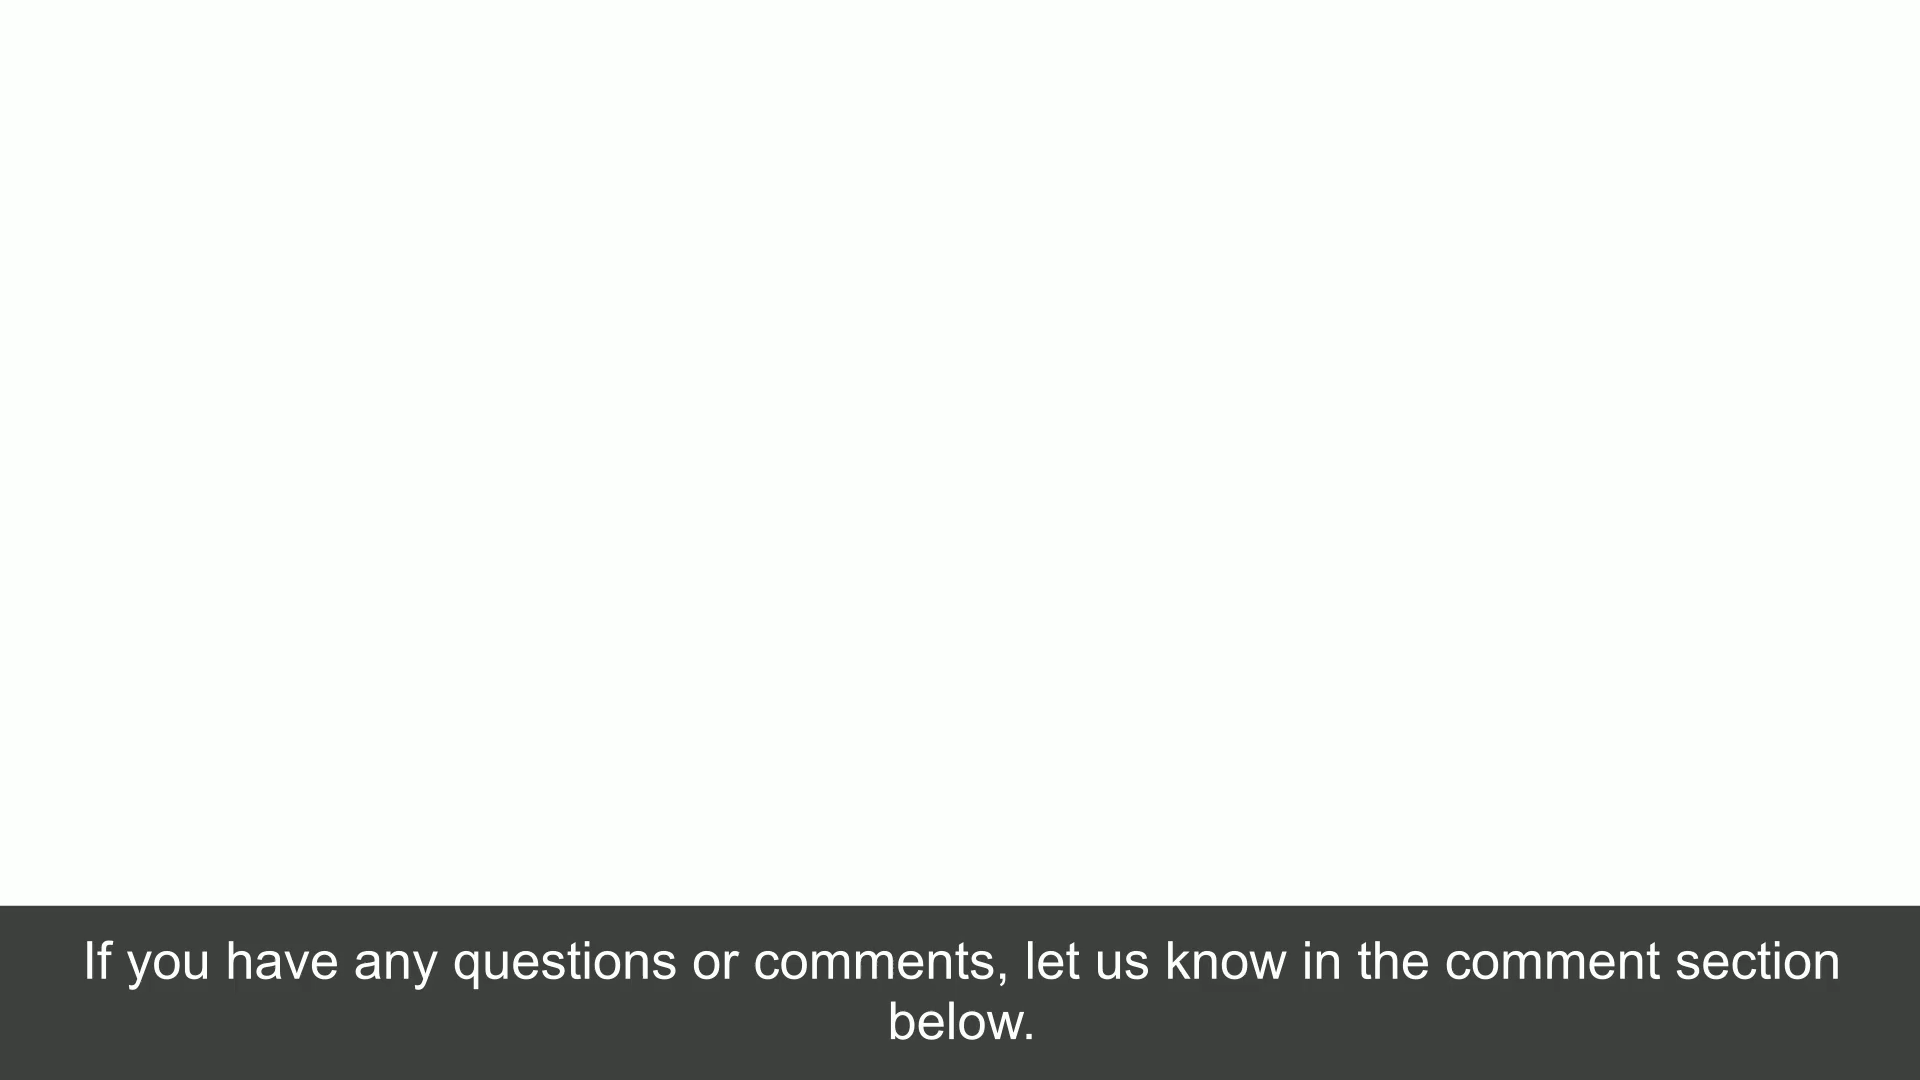 If you have any questions or comments, let us know in the comment section
below.